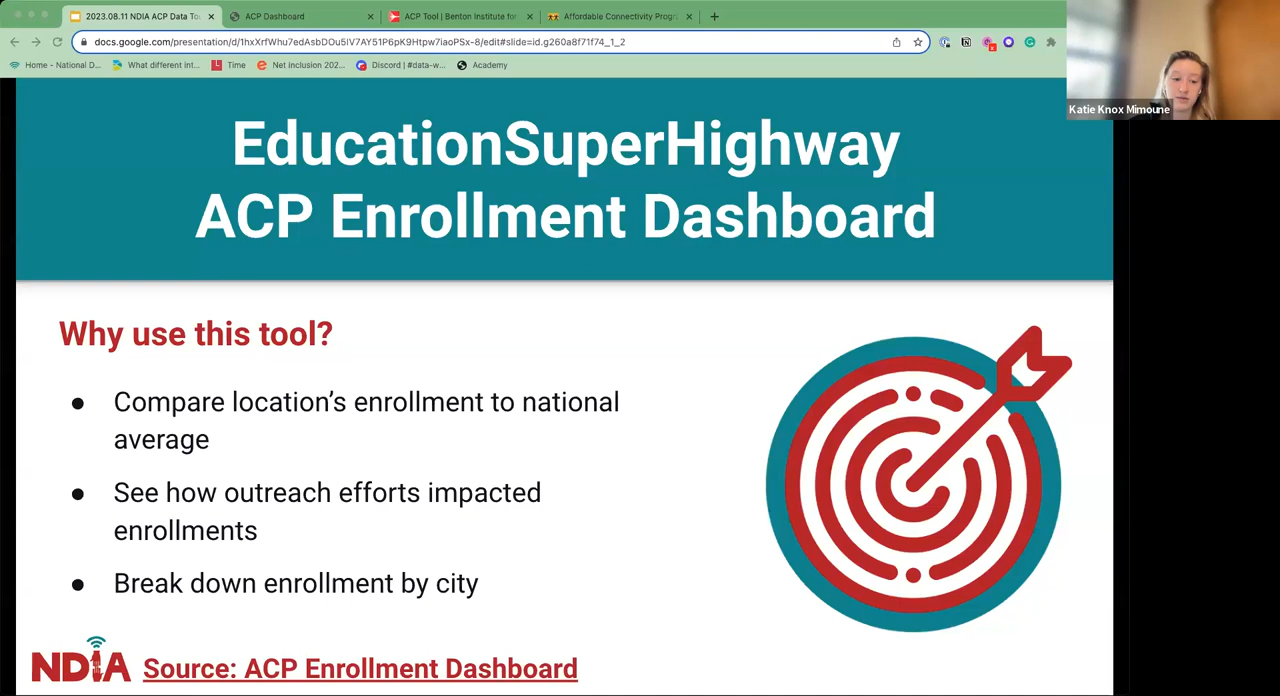 2023.08.11 NDIA ACP Data To
ACP Dashboard
ACP Tool | Benton Institute for
Affordable Connectivity Progr
docs.google.com/presentation/d/1hxXrfWhu7edAsbDOu5IV7AY51P6pK9Htpw7iaoPSx-8/edit#slide=id.g260a8f71f74_1_2
Home - National D...
What different int...
Time
Net inclusion 202...
Discord | #data-w...
Academy
Katie Knox Mimoune
EducationSuperHighway
ACP Enrollment Dashboard
Why use this tool?
● Compare location's enrollment to national
average
● See how outreach efforts impacted
enrollments
● Break down enrollment by city
NDIA
Source: ACP Enrollment Dashboard